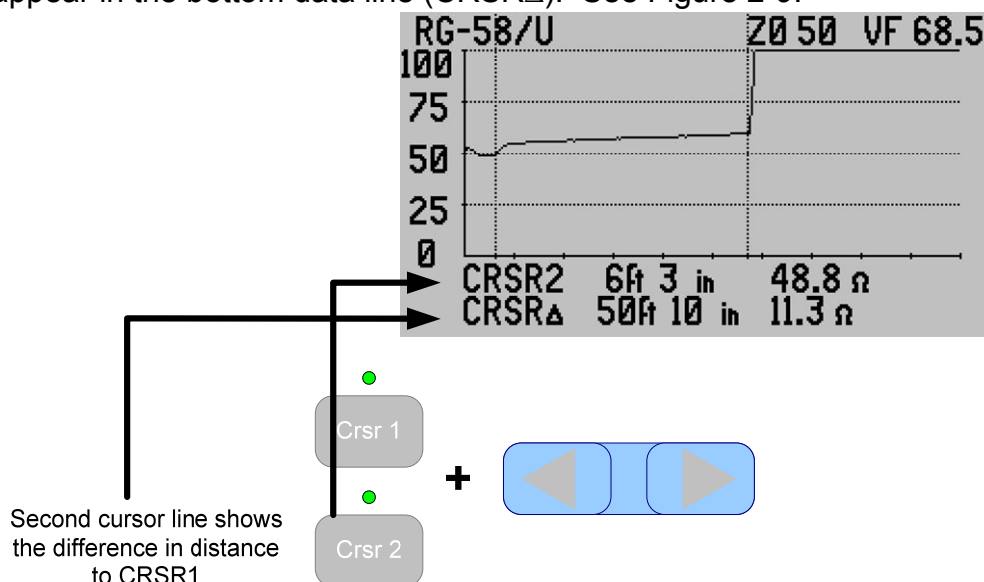 appear in the bottom data line (CRSRΔ). See Figure 2-6.
RG-58/U Z0 50 VF 68.5
100
75
50
25
0
CRSR2 6ft 3 in 48.8 Ω
CRSRΔ 50ft 10 in 11.3 Ω
Crsr 1
+
Crsr 2
Second cursor line shows
the difference in distance
to CRSR1